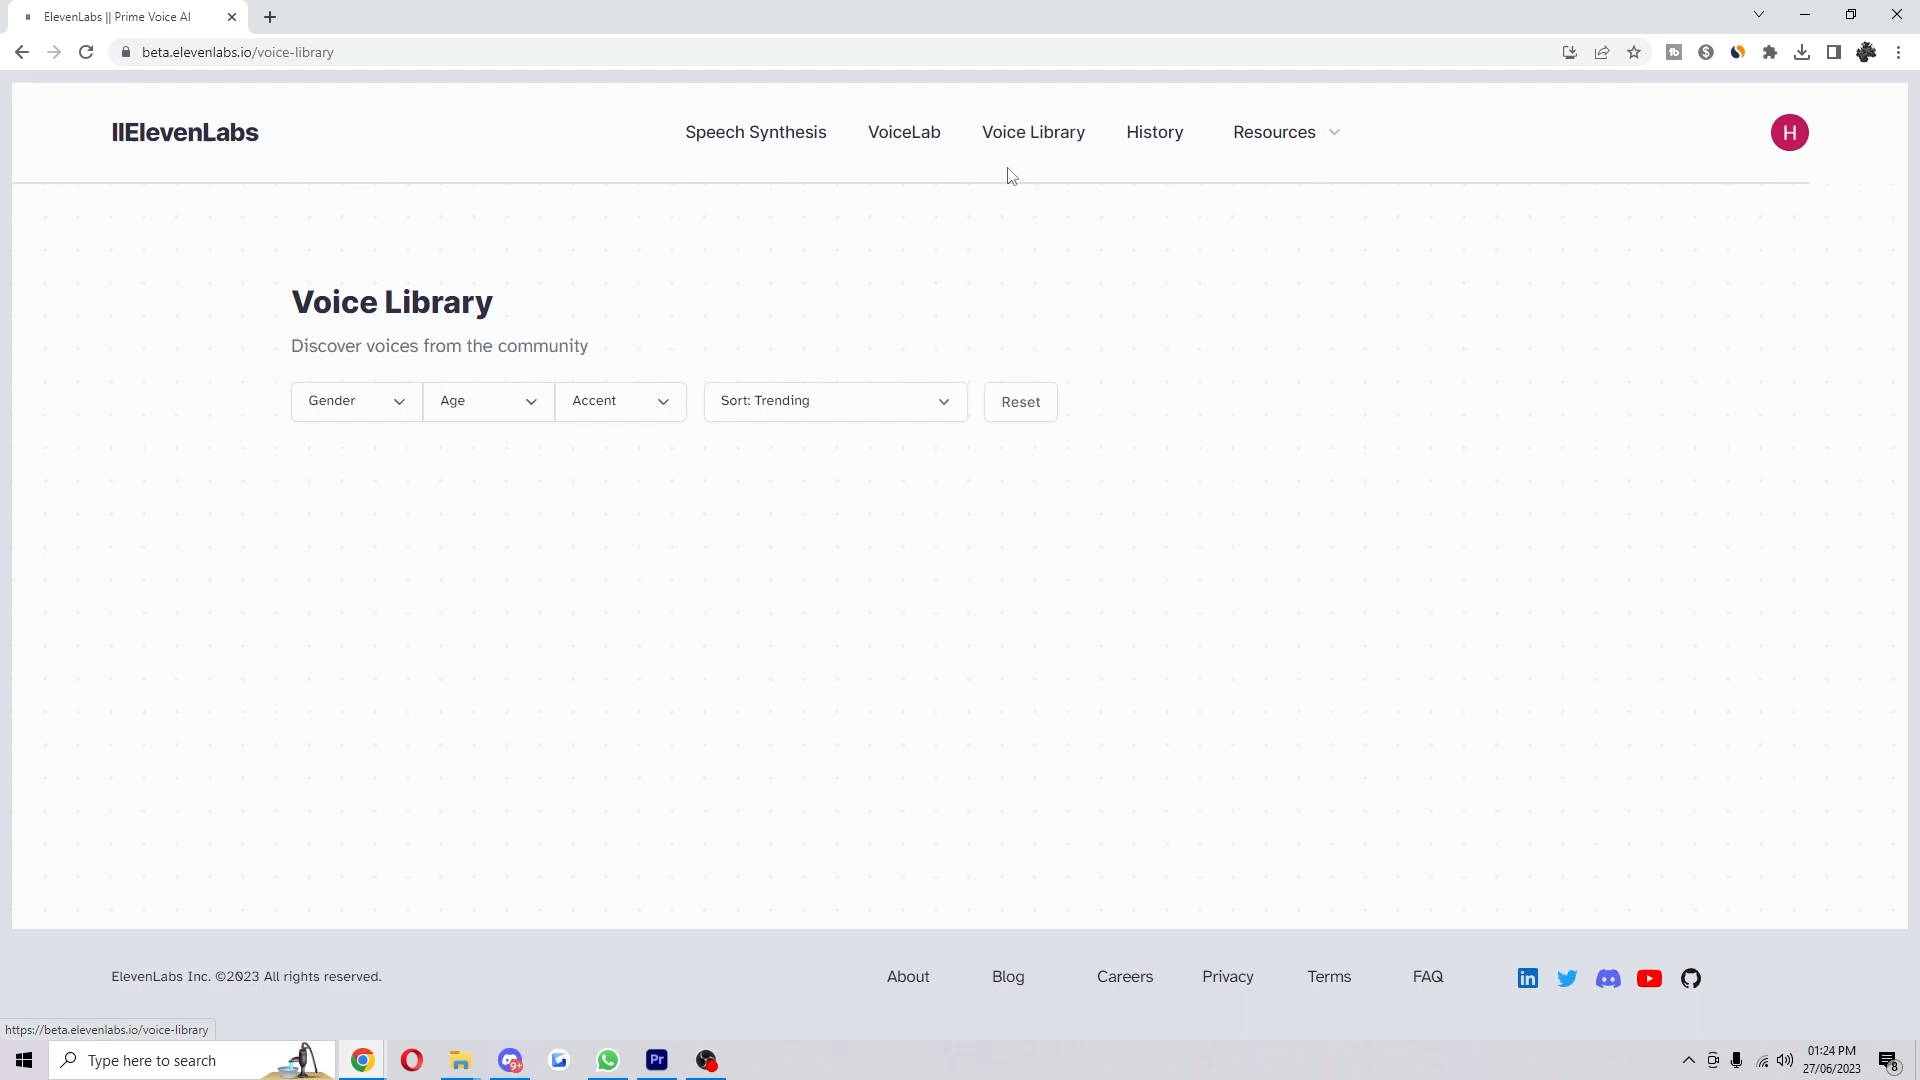 ElevenLabs || Prime Voice AI
beta.elevenlabs.io/voice-library
IIElevenLabs
Speech Synthesis
VoiceLab
Voice Library
History
Resources
H
Voice Library
Discover voices from the community
Gender
Age
Accent
Sort: Trending
Reset
ElevenLabs Inc. ©2023 All rights reserved.
About
Blog
Careers
Privacy
Terms
FAQ
https://beta.elevenlabs.io/voice-library
Type here to search
9+
Pr
01:24 PM
27/06/2023
8